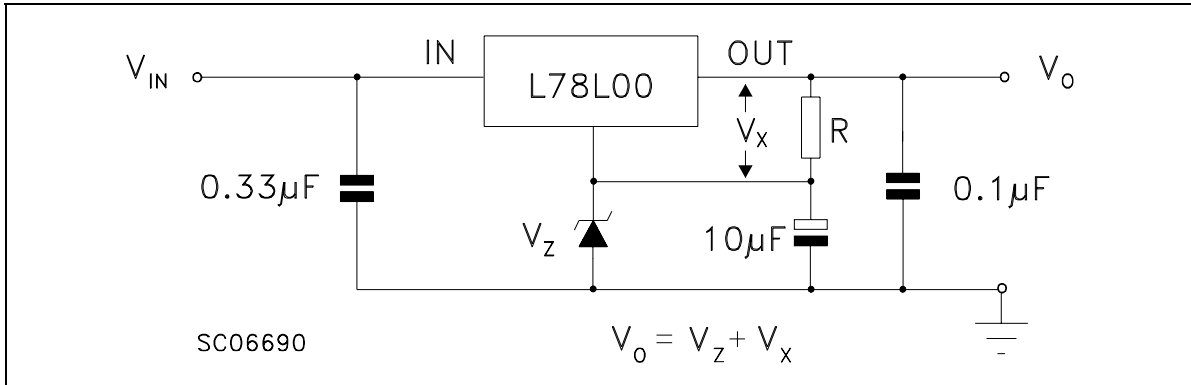 V_IN
IN
L78L00
OUT
V_O
V_X
R
0.33μF
V_Z
10μF
0.1μF
SC06690
V_O = V_Z + V_X